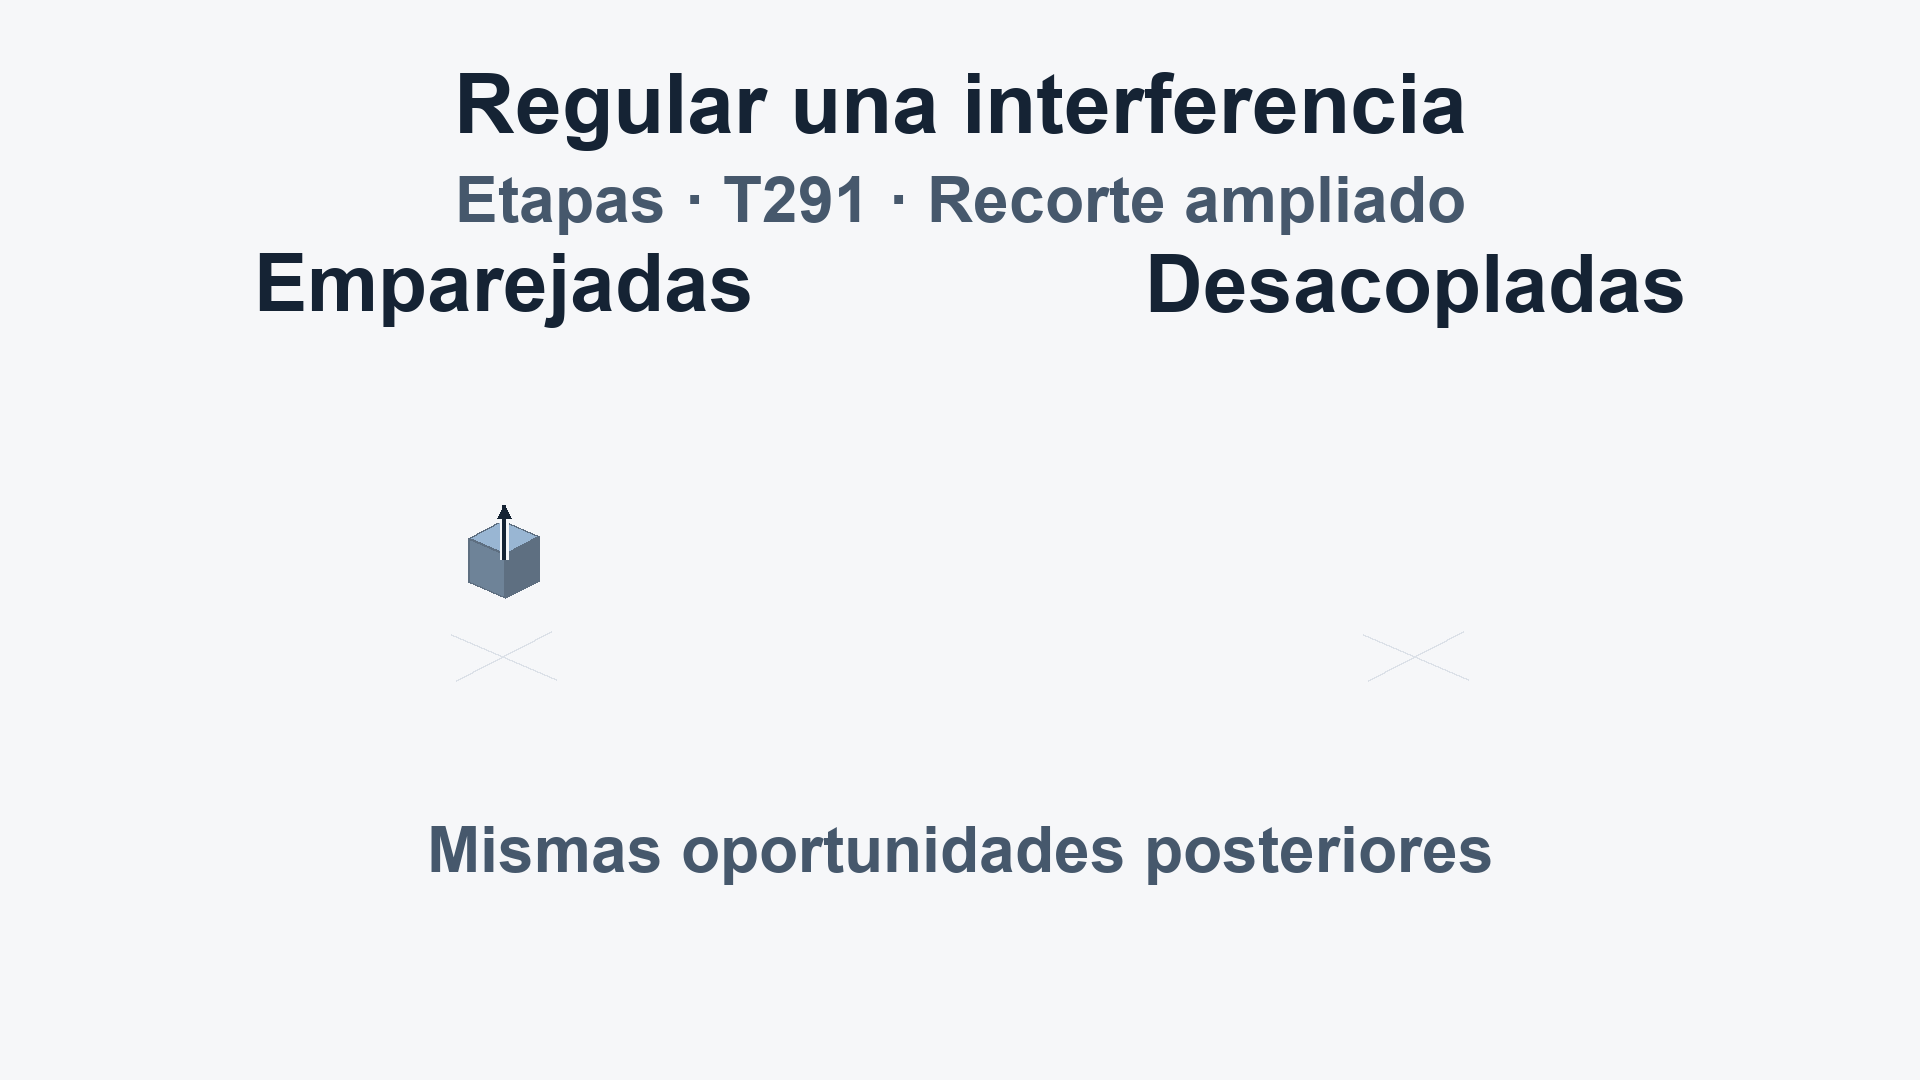 Regular una interferencia
Etapas · T291 · Recorte ampliado
Emparejadas
Desacopladas
Mismas oportunidades posteriores